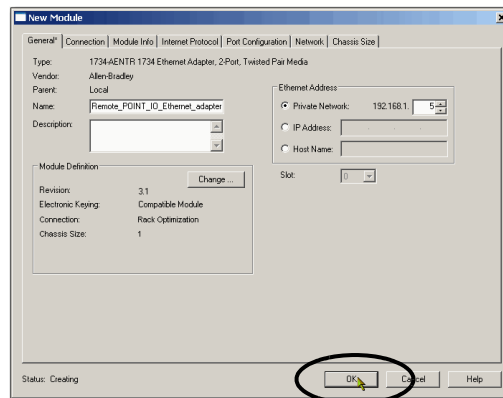 New Module
General* Connection Module Info Internet Protocol Port Configuration Network Chassis Size
Type: 1734-AENTR 1734 Ethernet Adapter, 2-Port, Twisted Pair Media
Vendor: Allen-Bradley
Parent: Local
Name: Remote_POINT_IO_Ethernet_adapter
Description:
Ethernet Address
Private Network: 192.168.1. 5
IP Address:
Host Name:
Module Definition
Change ...
Revision: 3.1
Electronic Keying: Compatible Module
Connection: Rack Optimization
Chassis Size: 1
Slot: 0
Status: Creating
OK Cancel Help